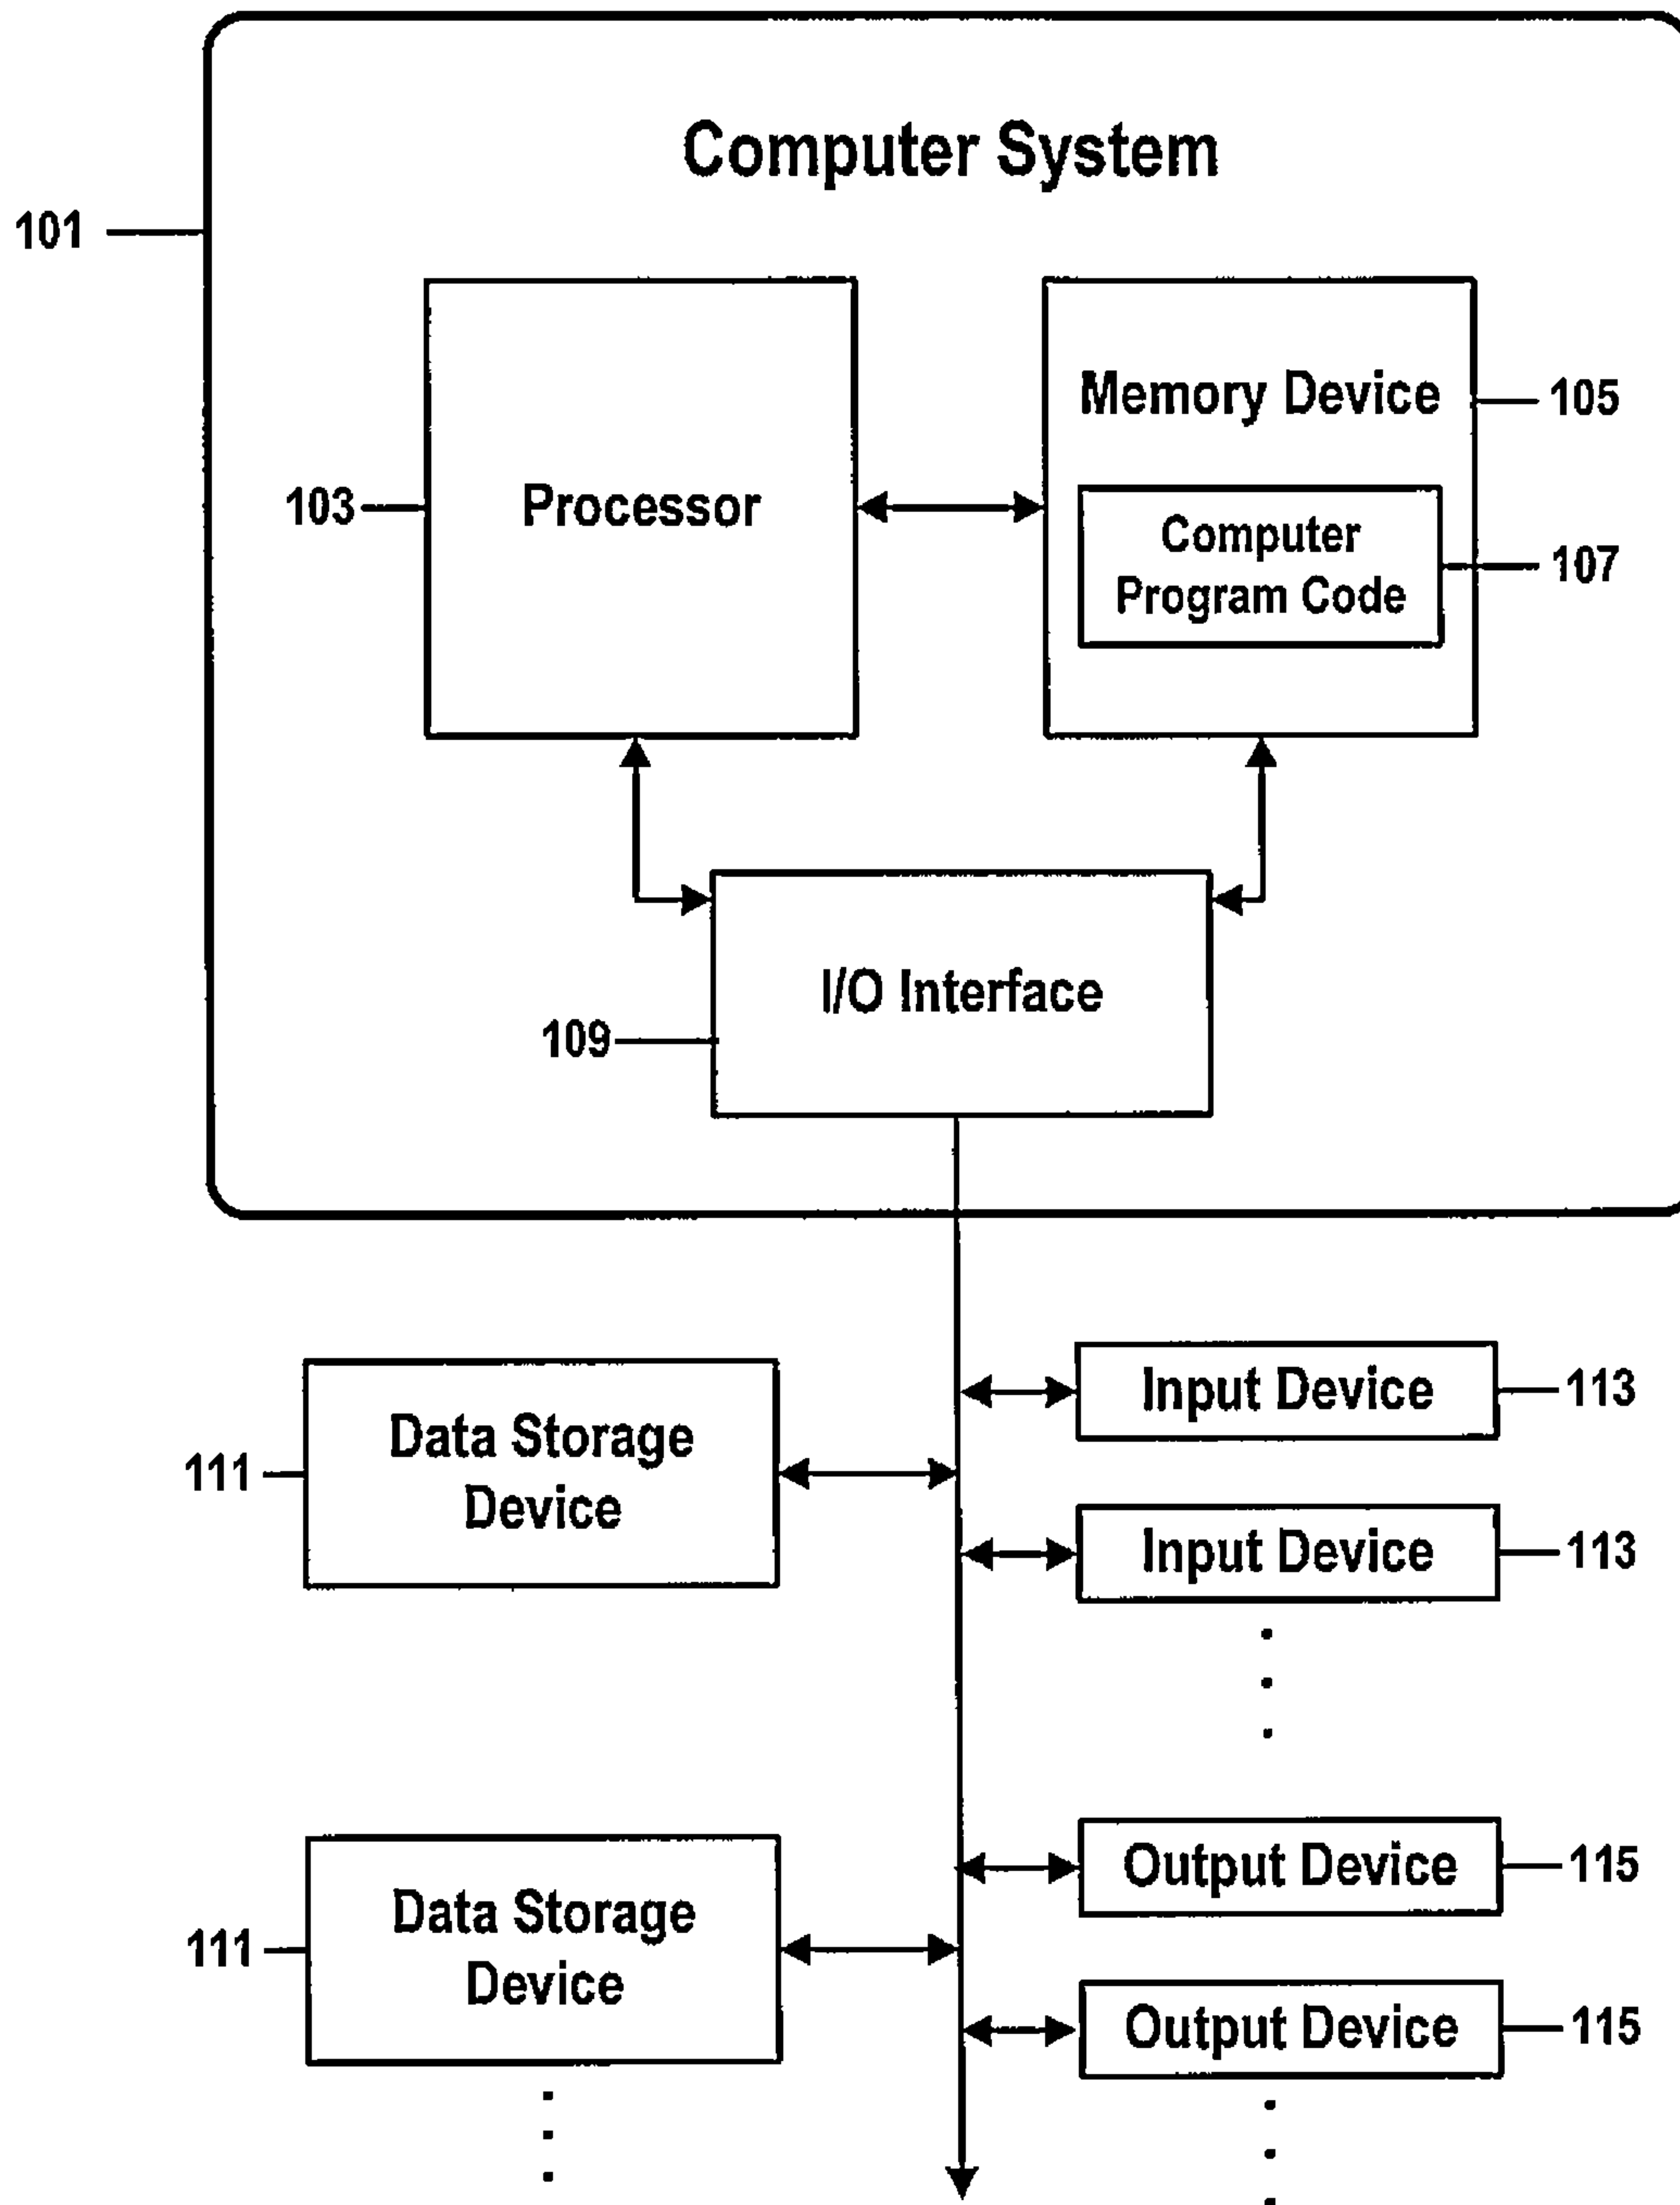 Computer System
101
Memory Device
105
103
Processor
Computer
Program Code
107
I/O Interface
109
Input Device
113
Data Storage
Device
111
Input Device
113
Output Device
115
Data Storage
Device
111
Output Device
115